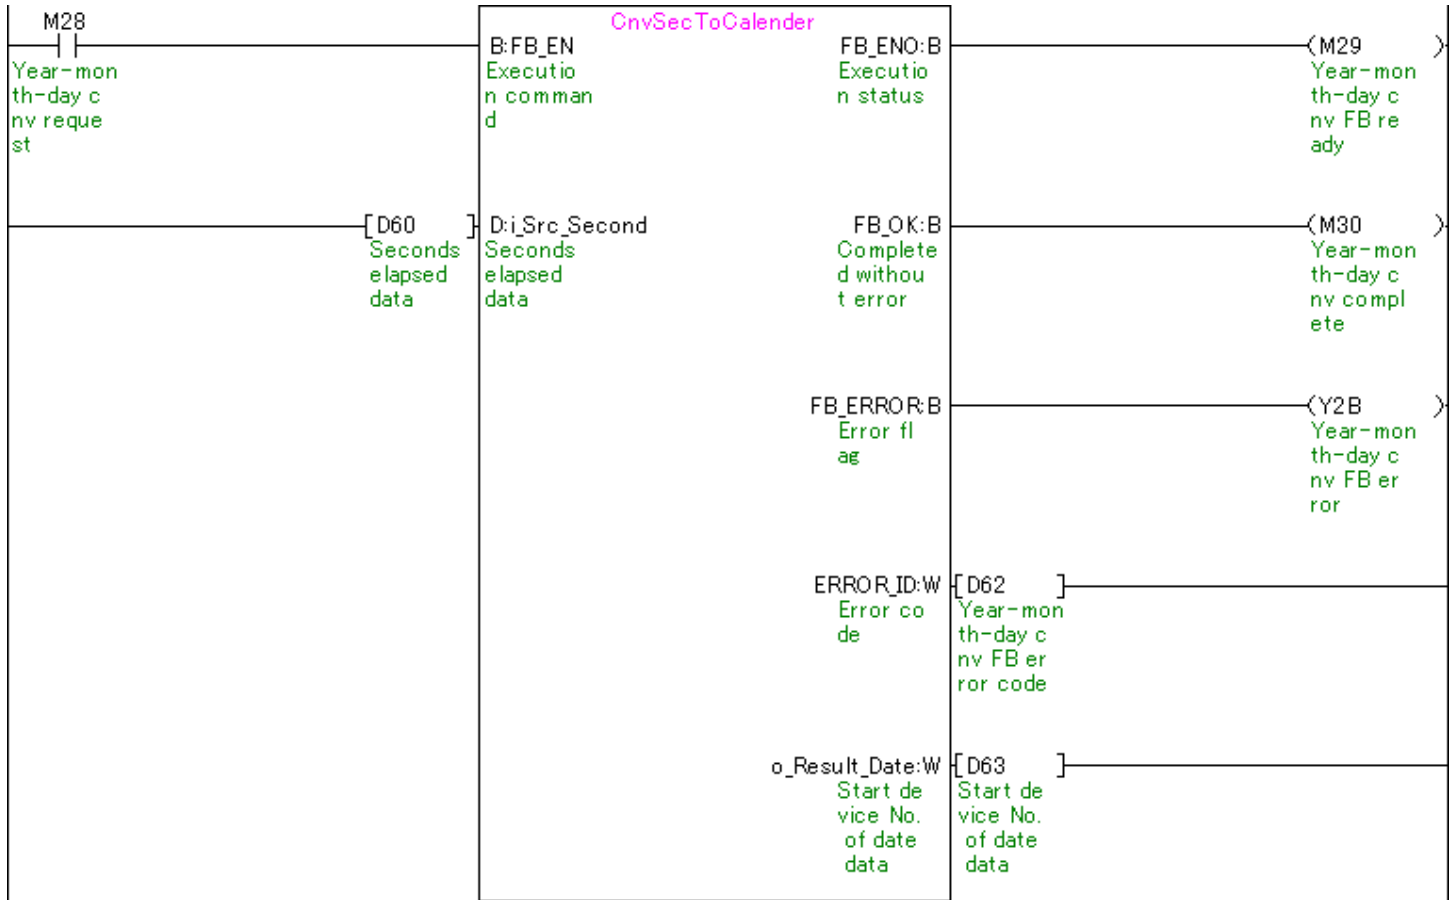 M28
CnvSecToCalender
B:FB_EN
FB_ENO:B
(M29 )
Year-mon
th-day c
nv reque
st
Executio
n comman
d
Executio
n status
Year-mon
th-day c
nv FB re
ady
[D60 ]
D:i_Src_Second
FB_OK:B
(M30 )
Seconds
elapsed
data
Seconds
elapsed
data
Complete
d withou
t error
Year-mon
th-day c
nv compl
ete
FB_ERROR:B
(Y2B )
Error fl
ag
Year-mon
th-day c
nv FB er
ror
ERROR_ID:W
[D62 ]
Error co
de
Year-mon
th-day c
nv FB er
ror code
o_Result_Date:W
[D63 ]
Start de
vice No.
of date
data
Start de
vice No.
of date
data